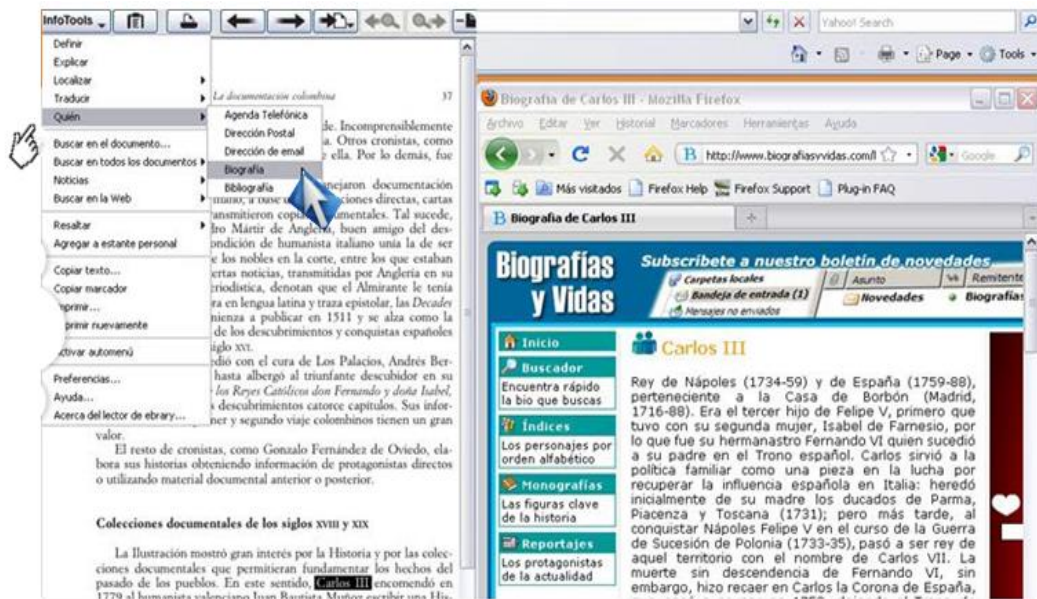 InfoTools
Definir
Explicar
Localizar
Traducir
Quién
Buscar en el documento...
Buscar en todos los documentos
Noticias
Buscar en la Web
Resaltar
Agregar a estante personal
Copiar texto...
Copiar marcador
Activar automenú
Preferencias...
Ayuda...
Acerca del lector de ebrary...
Agenda Telefónica
Dirección Postal
Dirección de email
Biografía
Bibliografía
La documentación colombina 37
de. Incomprensiblemente
a. Otros cronistas, como
ella. Por lo demás, fue
nejaron documentación
ciones directas, cartas
ransmitieron copias documentales. Tal sucede,
dro Mártir de Anglería, buen amigo del des-
ondición de humanista italiano unía la de ser
e los nobles en la corte, entre los que estaban
ertas noticias, transmitidas por Anglería en su
riodística, denotan que el Almirante le tenía
ra en lengua latina y traza epistolar, las Decades
mienza a publicar en 1511 y se alza como la
de los descubrimientos y conquistas españoles
iglo XVI.
dió con el cura de Los Palacios, Andrés Ber-
hasta albergó al triunfante descubidor en su
los Reyes Católicos don Fernando y doña Isabel,
s descubrimientos catorce capítulos. Sus infor-
ner y segundo viaje colombinos tienen un gran
valor.
El resto de cronistas, como Gonzalo Fernández de Oviedo, ela-
bora sus historias obteniendo información de protagonistas directos
o utilizando material documental anterior o posterior.
Colecciones documentales de los siglos XVIII y XIX
La Ilustración mostró gran interés por la Historia y por las colec-
ciones documentales que permitieran fundamentar los hechos del
pasado de los pueblos. En este sentido, Carlos III encomendó en
1779 al humanista valenciano Juan Bautista Muñoz escribir una His-
Yahoo! Search
Page Tools
Biografia de Carlos III - Mozilla Firefox
Archivo Editar Ver Historial Marcadores Herramientas Ayuda
http://www.biografiasyvidas.com/l Google
Más visitados Firefox Help Firefox Support Plug-in FAQ
Biografia de Carlos III
Biografías
y Vidas
Subscríbete a nuestro boletín de novedades
Carpetas locales
Bandeja de entrada (1)
Mensajes no enviados
Asunto
Remitente
Novedades
Biografías
Inicio
Buscador
Encuentra rápido
la bio que buscas
Índices
Los personajes por
orden alfabético
Monografías
Las figuras clave
de la historia
Reportajes
Los protagonistas
de la actualidad
Carlos III
Rey de Nápoles (1734-59) y de España (1759-88),
perteneciente a la Casa de Borbón (Madrid,
1716-88). Era el tercer hijo de Felipe V, primero que
tuvo con su segunda mujer, Isabel de Farnesio, por
lo que fue su hermanastro Fernando VI quien sucedió
a su padre en el Trono español. Carlos sirvió a la
política familiar como una pieza en la lucha por
recuperar la influencia española en Italia: heredó
inicialmente de su madre los ducados de Parma,
Piacenza y Toscana (1731); pero más tarde, al
conquistar Nápoles Felipe V en el curso de la Guerra
de Sucesión de Polonia (1733-35), pasó a ser rey de
aquel territorio con el nombre de Carlos VII. La
muerte sin descendencia de Fernando VI, sin
embargo, hizo recaer en Carlos la Corona de España,